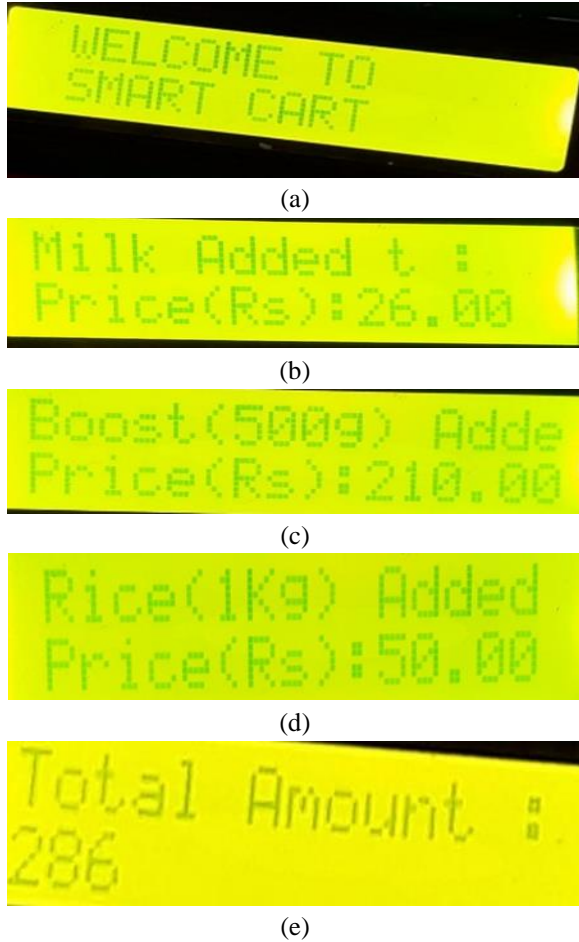 WELCOME TO
SMART CART
(a)
Milk Added t :
Price(Rs):26.00
(b)
Boost(500g) Adde
Price(Rs):210.00
(c)
Rice(1Kg) Added
Price(Rs):50.00
(d)
Total Amount :
286
(e)